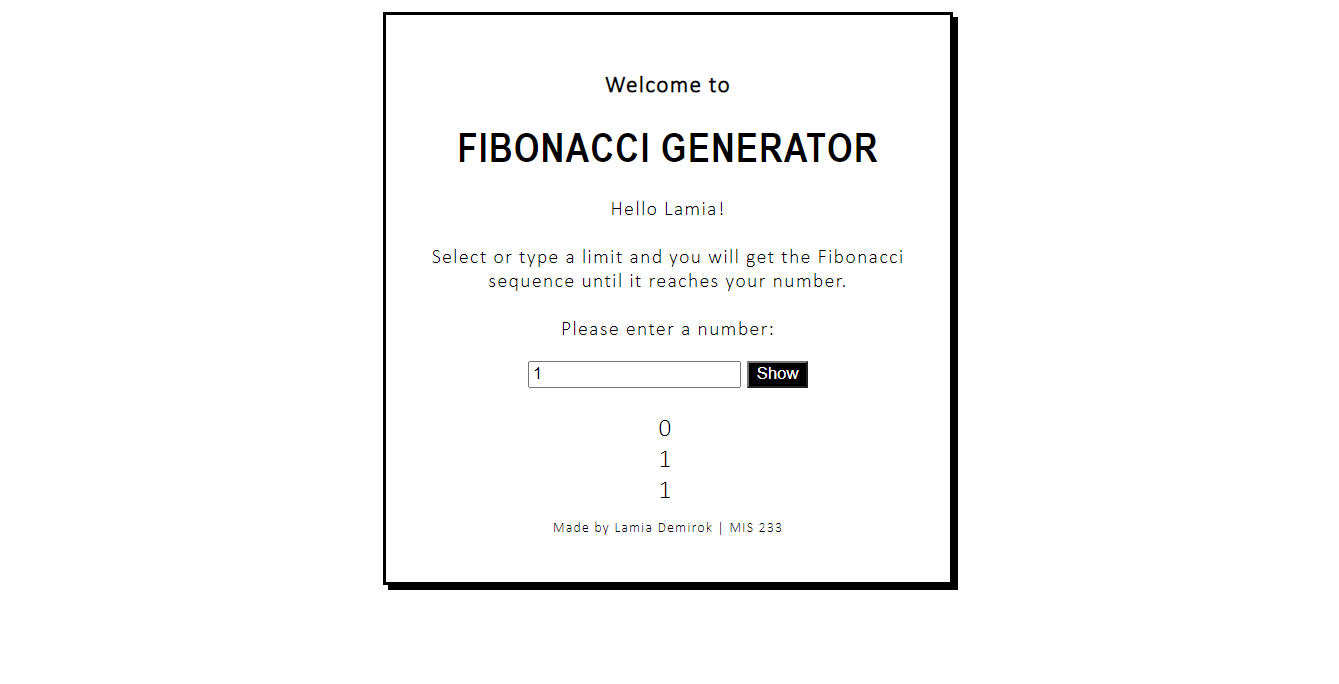 Welcome to
FIBONACCI GENERATOR
Hello Lamia!
Select or type a limit and you will get the Fibonacci
sequence until it reaches your number.
Please enter a number:
1 Show
0
1
1
Made by Lamia Demirok | MIS 233